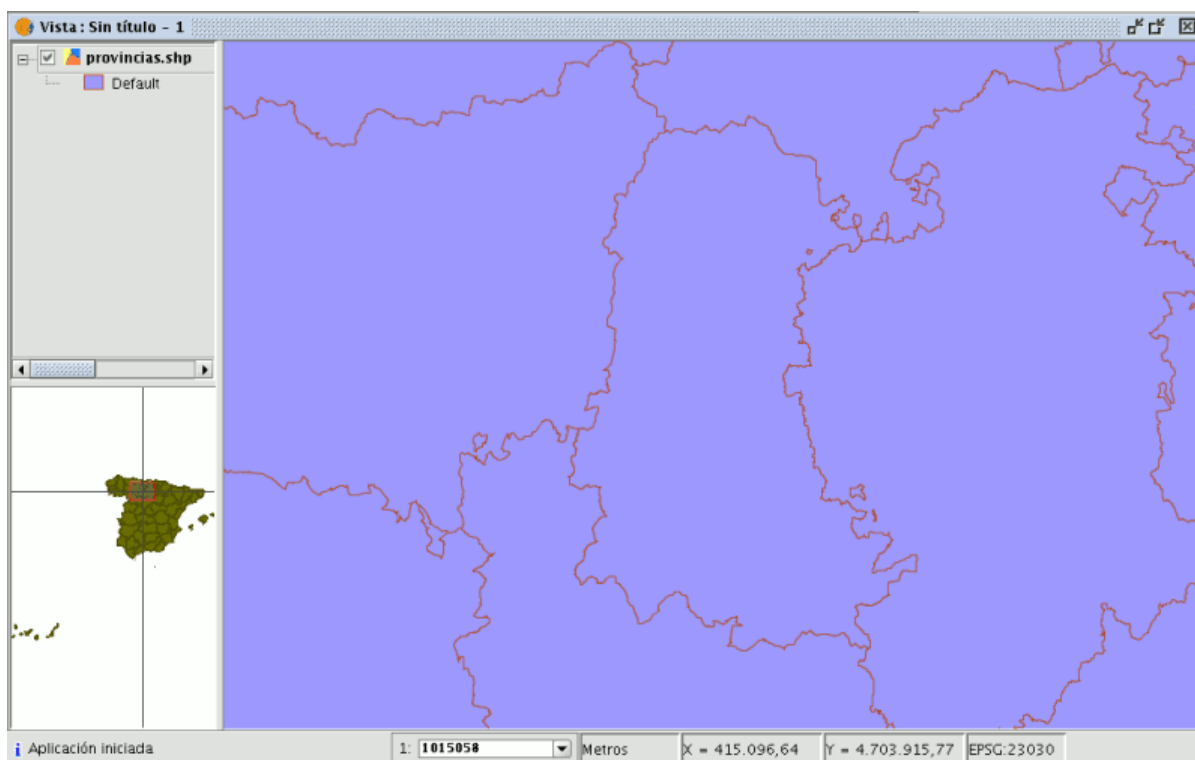 Vista : Sin título - 1
provincias.shp
Default
i Aplicación iniciada
1: 1015058
Metros
X = 415.096,64
Y = 4.703.915,77
EPSG:23030